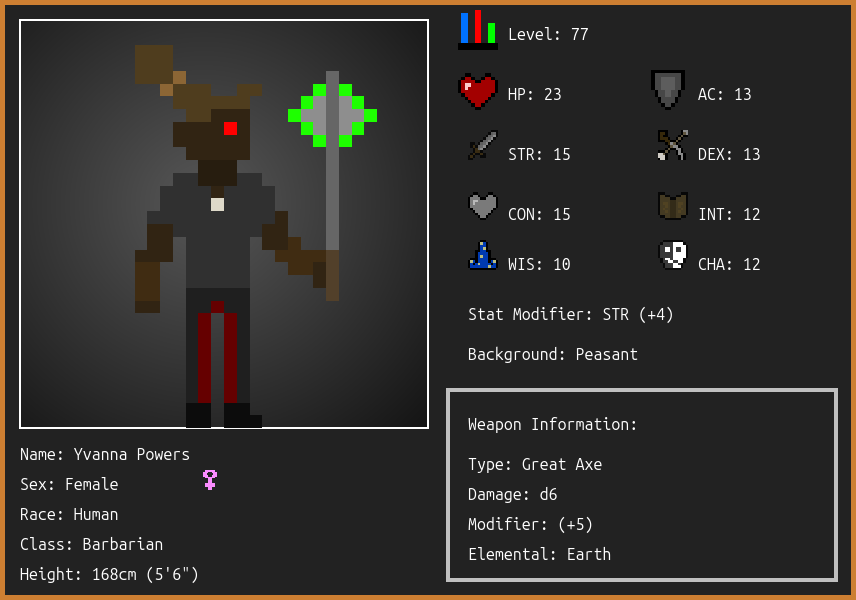 Level: 77
HP: 23
AC: 13
STR: 15
DEX: 13
CON: 15
INT: 12
WIS: 10
CHA: 12
Stat Modifier: STR (+4)
Background: Peasant
Weapon Information:
Type: Great Axe
Damage: d6
Modifier: (+5)
Elemental: Earth
Name: Yvanna Powers
Sex: Female
Race: Human
Class: Barbarian
Height: 168cm (5'6")